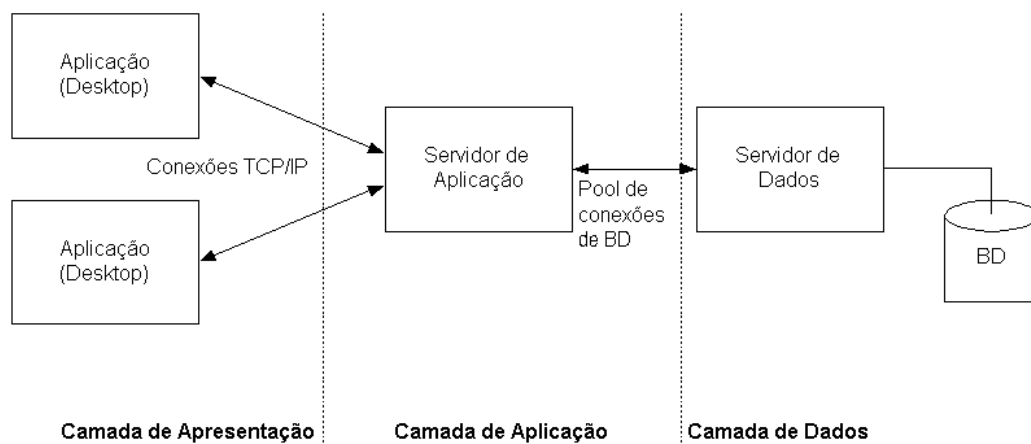 Aplicação
(Desktop)
Conexões TCP/IP
Aplicação
(Desktop)
Servidor de
Aplicação
Pool de
conexões
de BD
Servidor de
Dados
BD
Camada de Apresentação
Camada de Aplicação
Camada de Dados